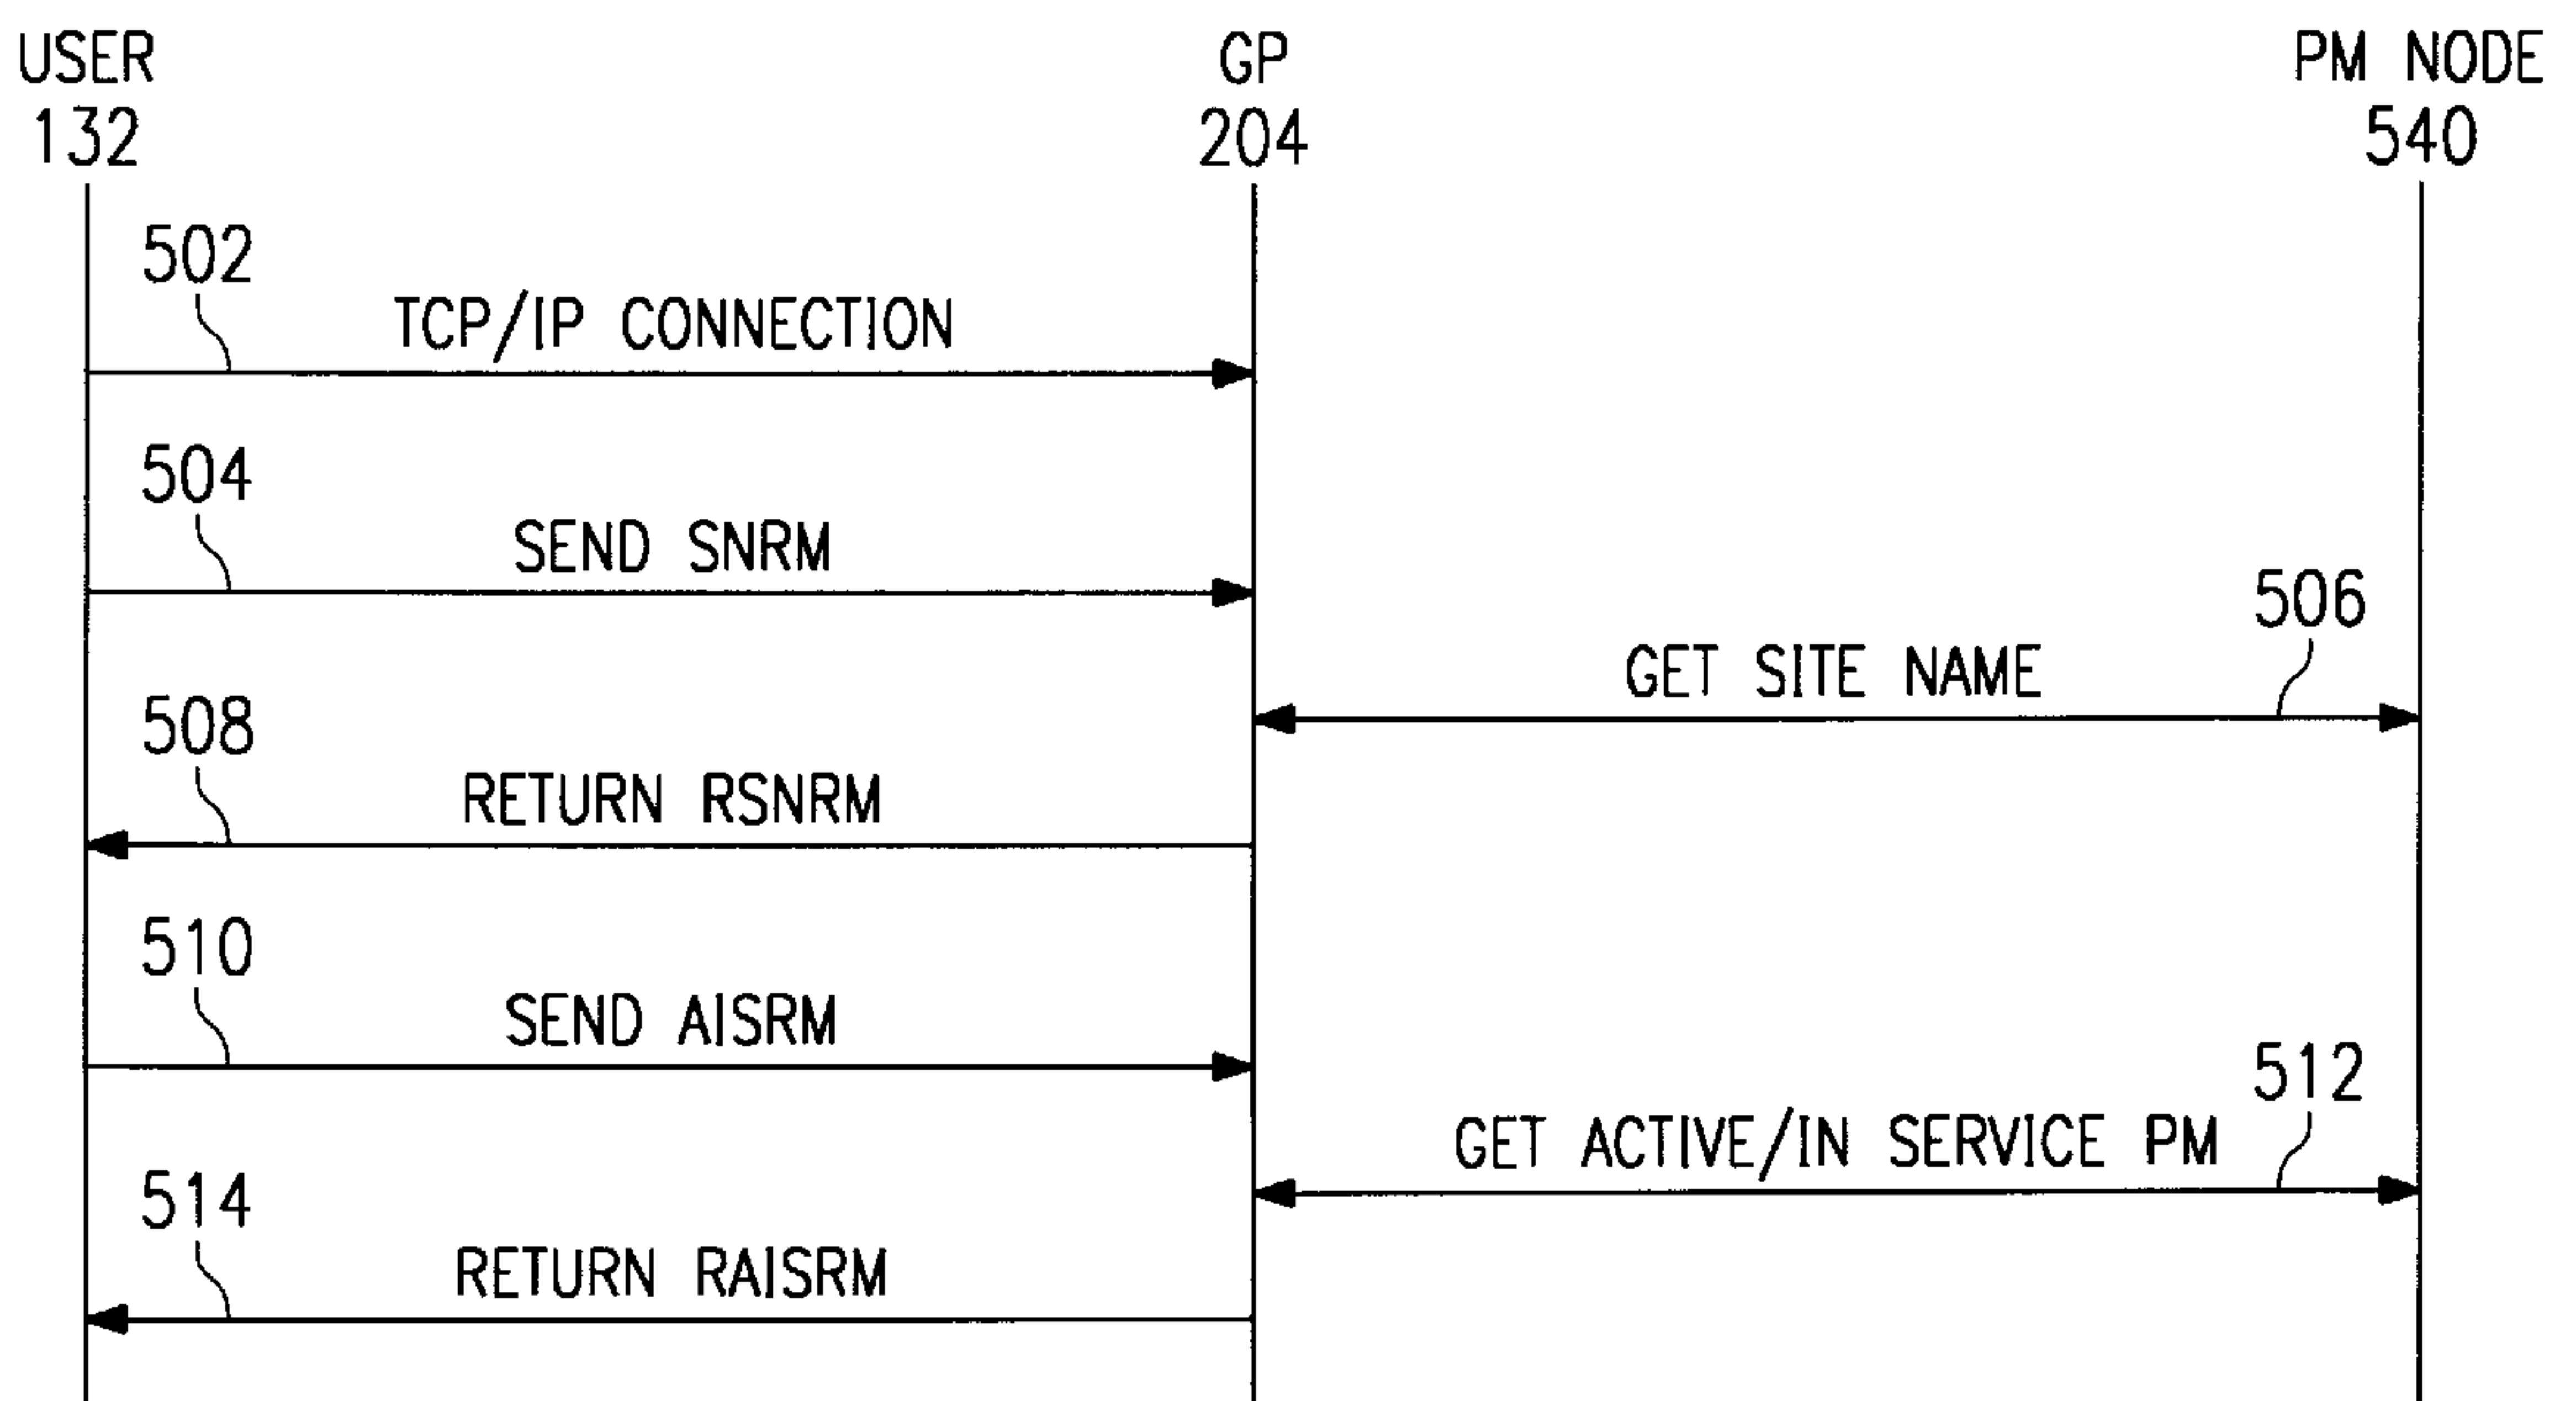 USER
132
GP
204
PM NODE
540
502
TCP/IP CONNECTION
504
SEND SNRM
506
GET SITE NAME
508
RETURN RSNRM
510
SEND AISRM
512
GET ACTIVE/IN SERVICE PM
514
RETURN RAISRM